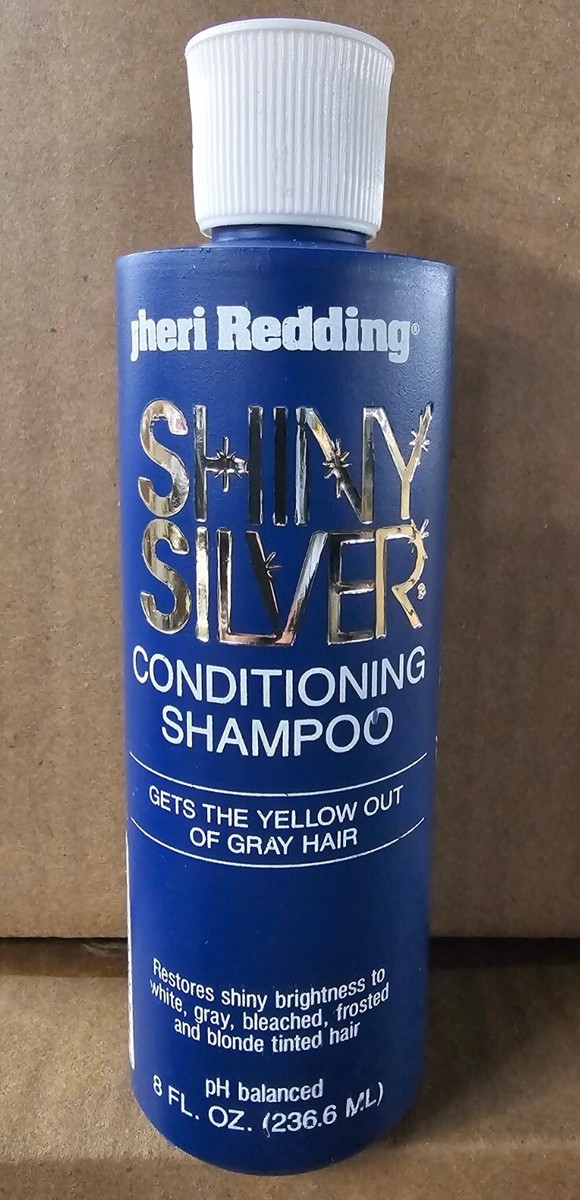 jheri Redding®
SHINY
SILVER®
CONDITIONING
SHAMPOO
GETS THE YELLOW OUT
OF GRAY HAIR
Restores shiny brightness to
white, gray, bleached, frosted
and blonde tinted hair
pH balanced
8 FL. OZ. (236.6 ML)